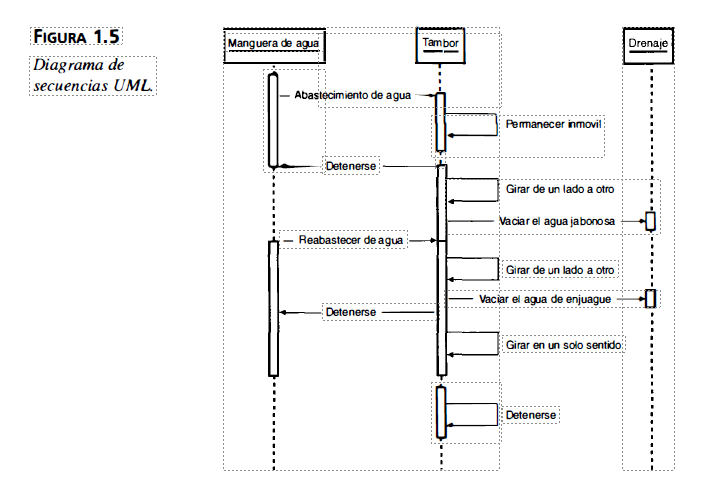 FIGURA 1.5
Diagrama de
secuencias UML.
Manguera de agua
Tambor
Drenaje
Abastecimiento de agua
Permanecer inmovil
Detenerse
Girar de un lado a otro
Vaciar el agua jabonosa
Reabastecer de agua
Girar de un lado a otro
Vaciar el agua de enjuague
Detenerse
Girar en un solo sentido
Detenerse